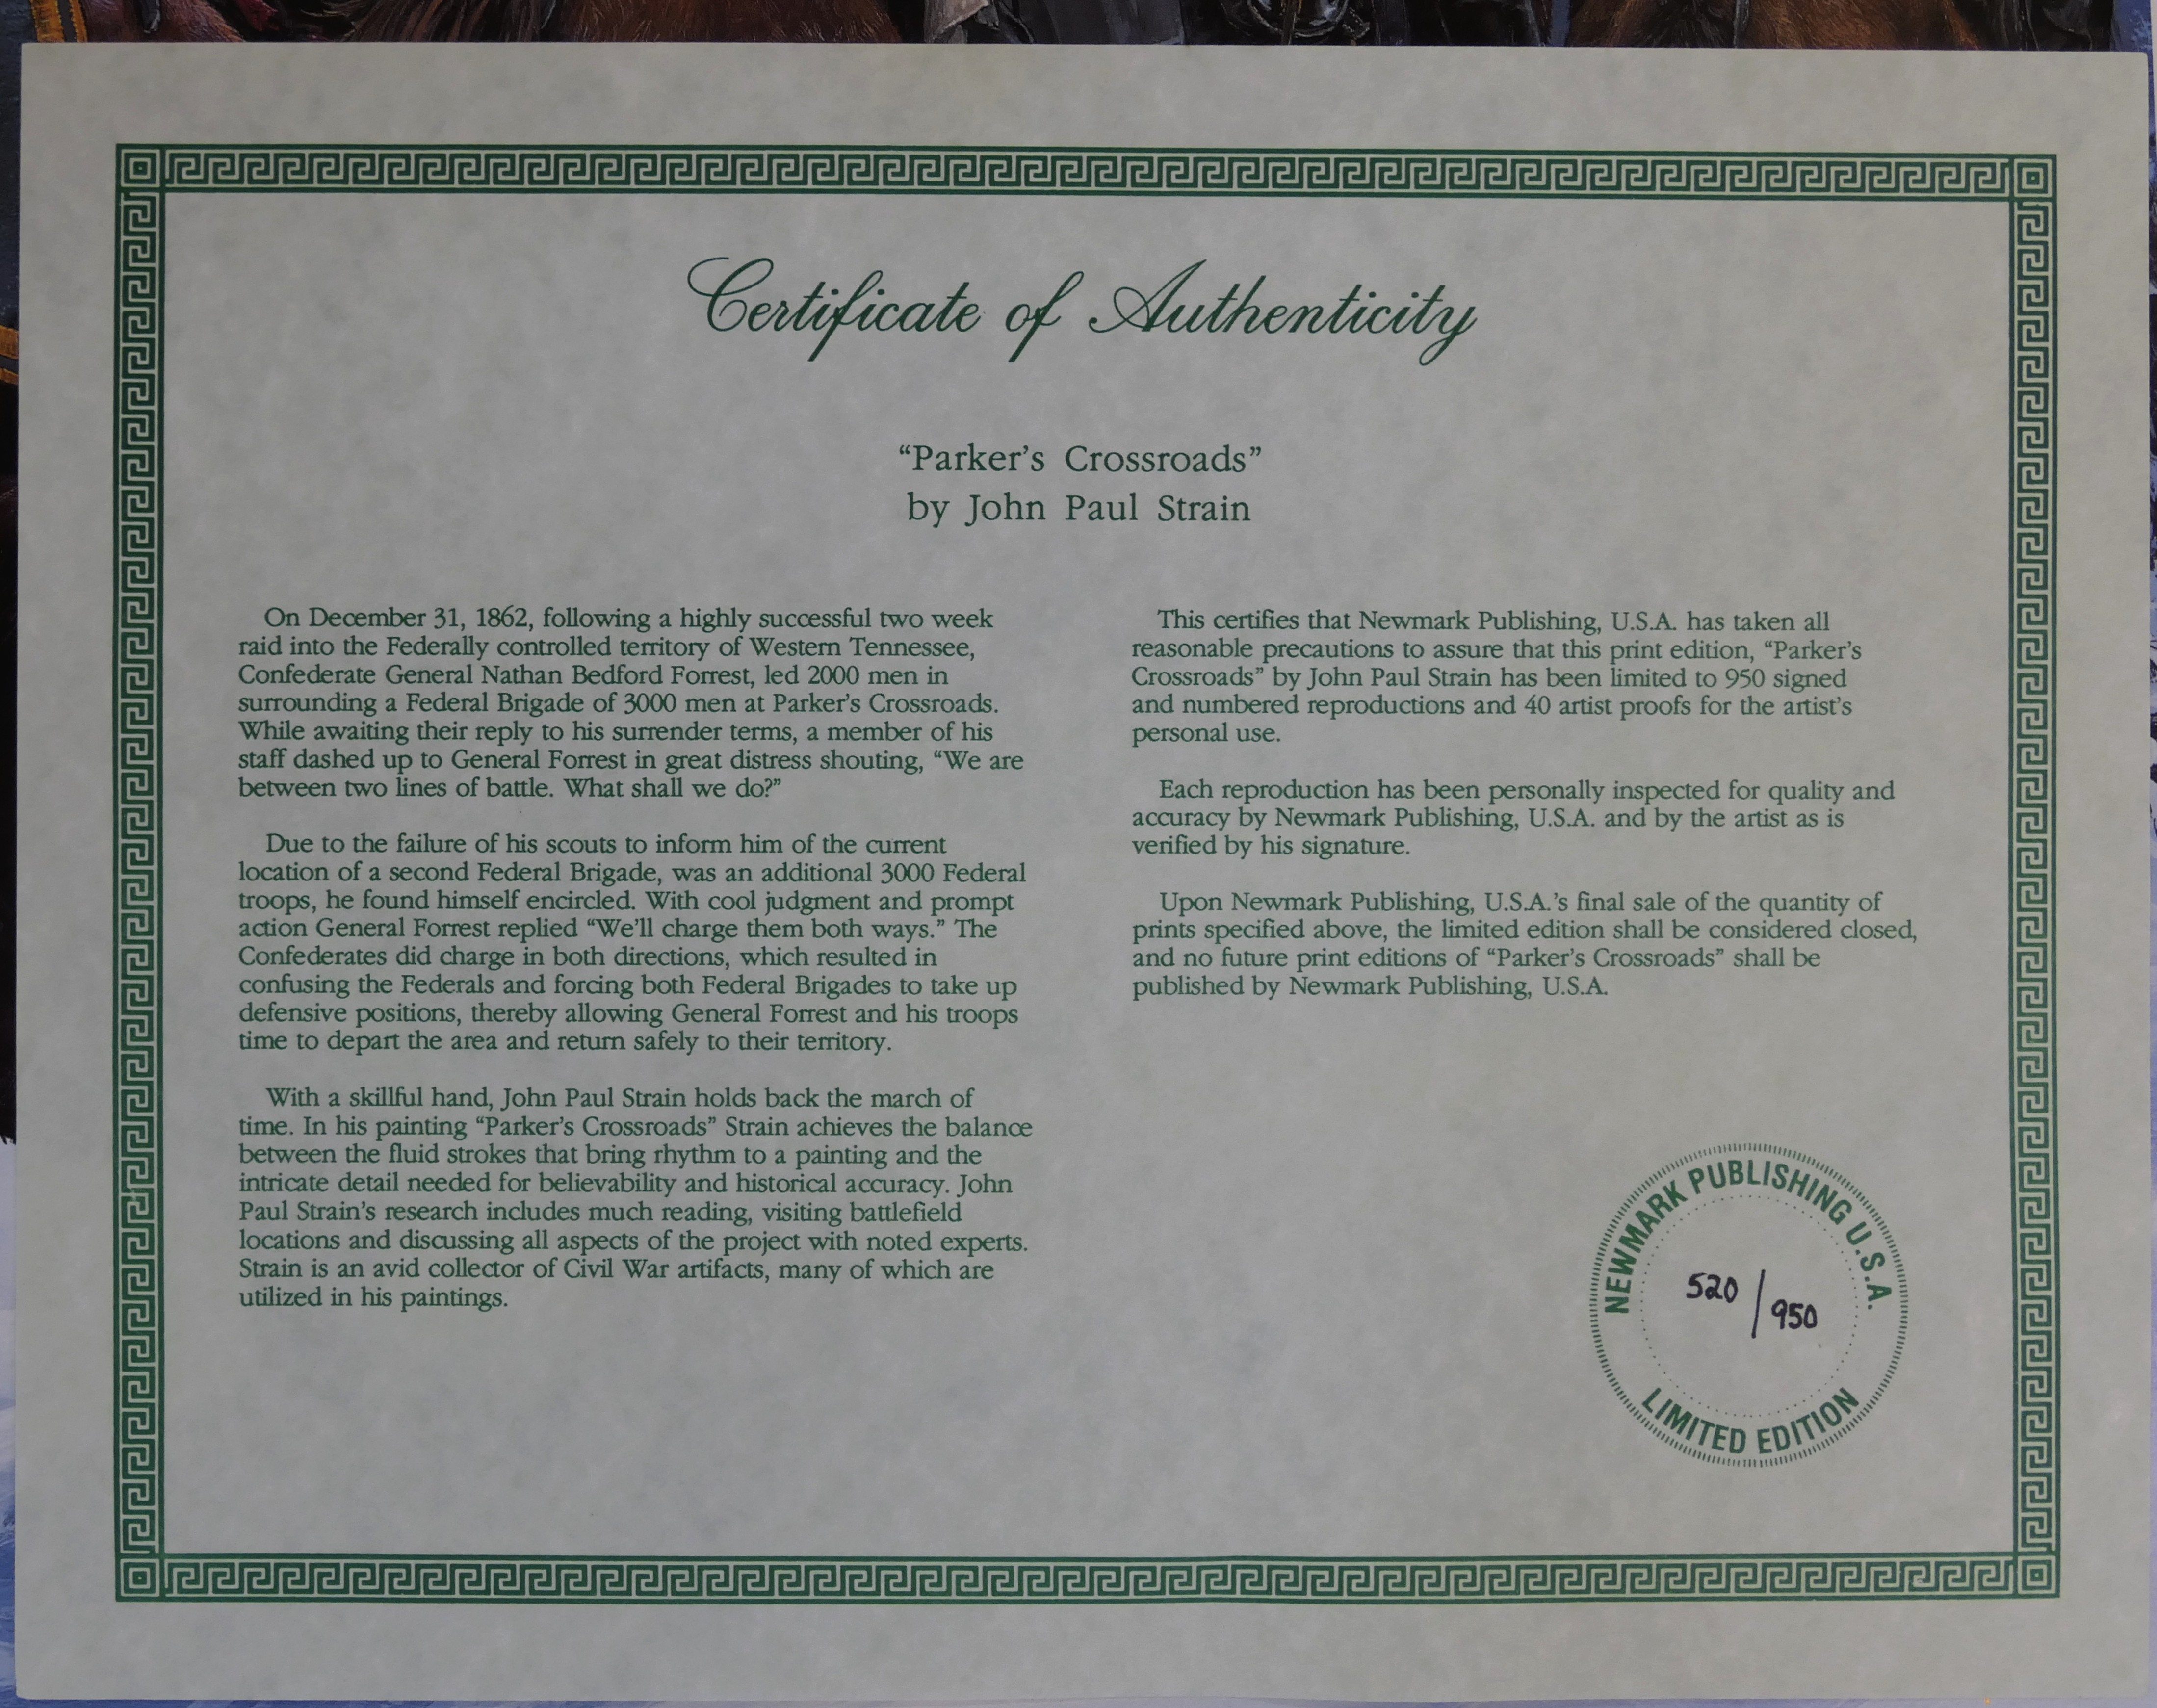 Certificate of Authenticity
“Parker’s Crossroads”
by John Paul Strain
On December 31, 1862, following a highly successful two week
raid into the Federally controlled territory of Western Tennessee,
Confederate General Nathan Bedford Forrest, led 2000 men in
surrounding a Federal Brigade of 3000 men at Parker’s Crossroads.
While awaiting their reply to his surrender terms, a member of his
staff dashed up to General Forrest in great distress shouting, “We are
between two lines of battle. What shall we do?”
Due to the failure of his scouts to inform him of the current
location of a second Federal Brigade, was an additional 3000 Federal
troops, he found himself encircled. With cool judgment and prompt
action General Forrest replied “We’ll charge them both ways.” The
Confederates did charge in both directions, which resulted in
confusing the Federals and forcing both Federal Brigades to take up
defensive positions, thereby allowing General Forrest and his troops
time to depart the area and return safely to their territory.
With a skillful hand, John Paul Strain holds back the march of
time. In his painting “Parker’s Crossroads” Strain achieves the balance
between the fluid strokes that bring rhythm to a painting and the
intricate detail needed for believability and historical accuracy. John
Paul Strain’s research includes much reading, visiting battlefield
locations and discussing all aspects of the project with noted experts.
Strain is an avid collector of Civil War artifacts, many of which are
utilized in his paintings.
This certifies that Newmark Publishing, U.S.A. has taken all
reasonable precautions to assure that this print edition, “Parker’s
Crossroads” by John Paul Strain has been limited to 950 signed
and numbered reproductions and 40 artist proofs for the artist’s
personal use.
Each reproduction has been personally inspected for quality and
accuracy by Newmark Publishing, U.S.A. and by the artist as is
verified by his signature.
Upon Newmark Publishing, U.S.A.’s final sale of the quantity of
prints specified above, the limited edition shall be considered closed,
and no future print editions of “Parker’s Crossroads” shall be
published by Newmark Publishing, U.S.A.
NEWMARK PUBLISHING U.S.A.
520/950
LIMITED EDITION